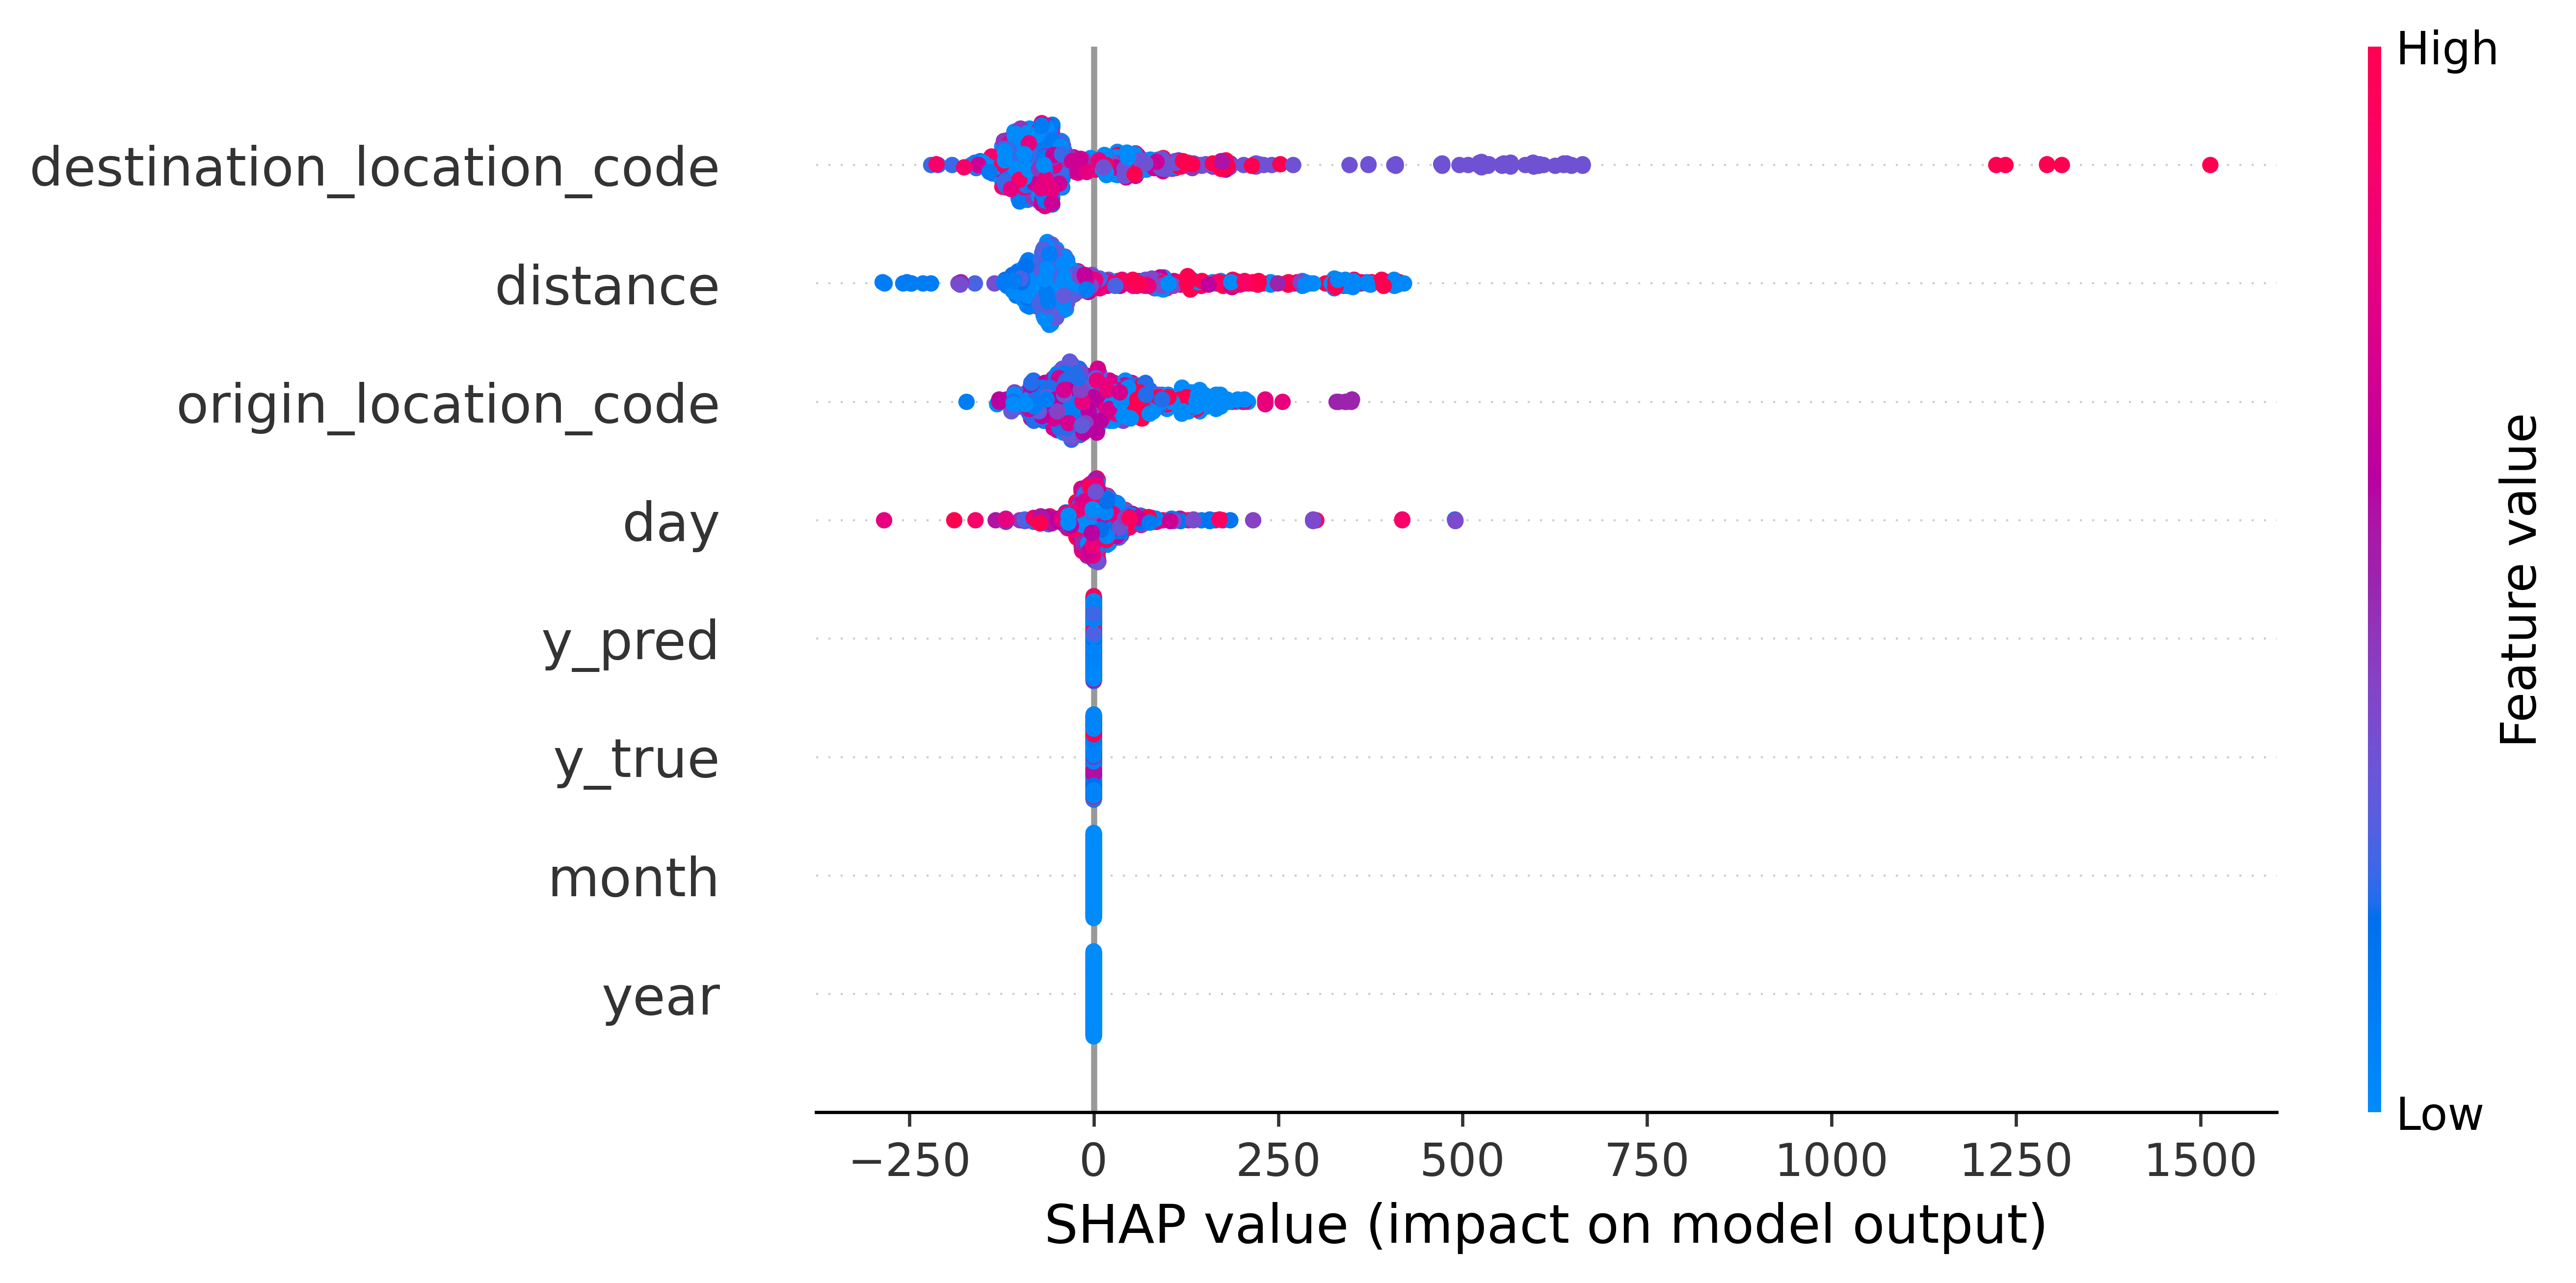 High
destination_location_code
distance
origin_location_code
day
y_pred
y_true
month
year
Feature value
Low
−250 0 250 500 750 1000 1250 1500
SHAP value (impact on model output)